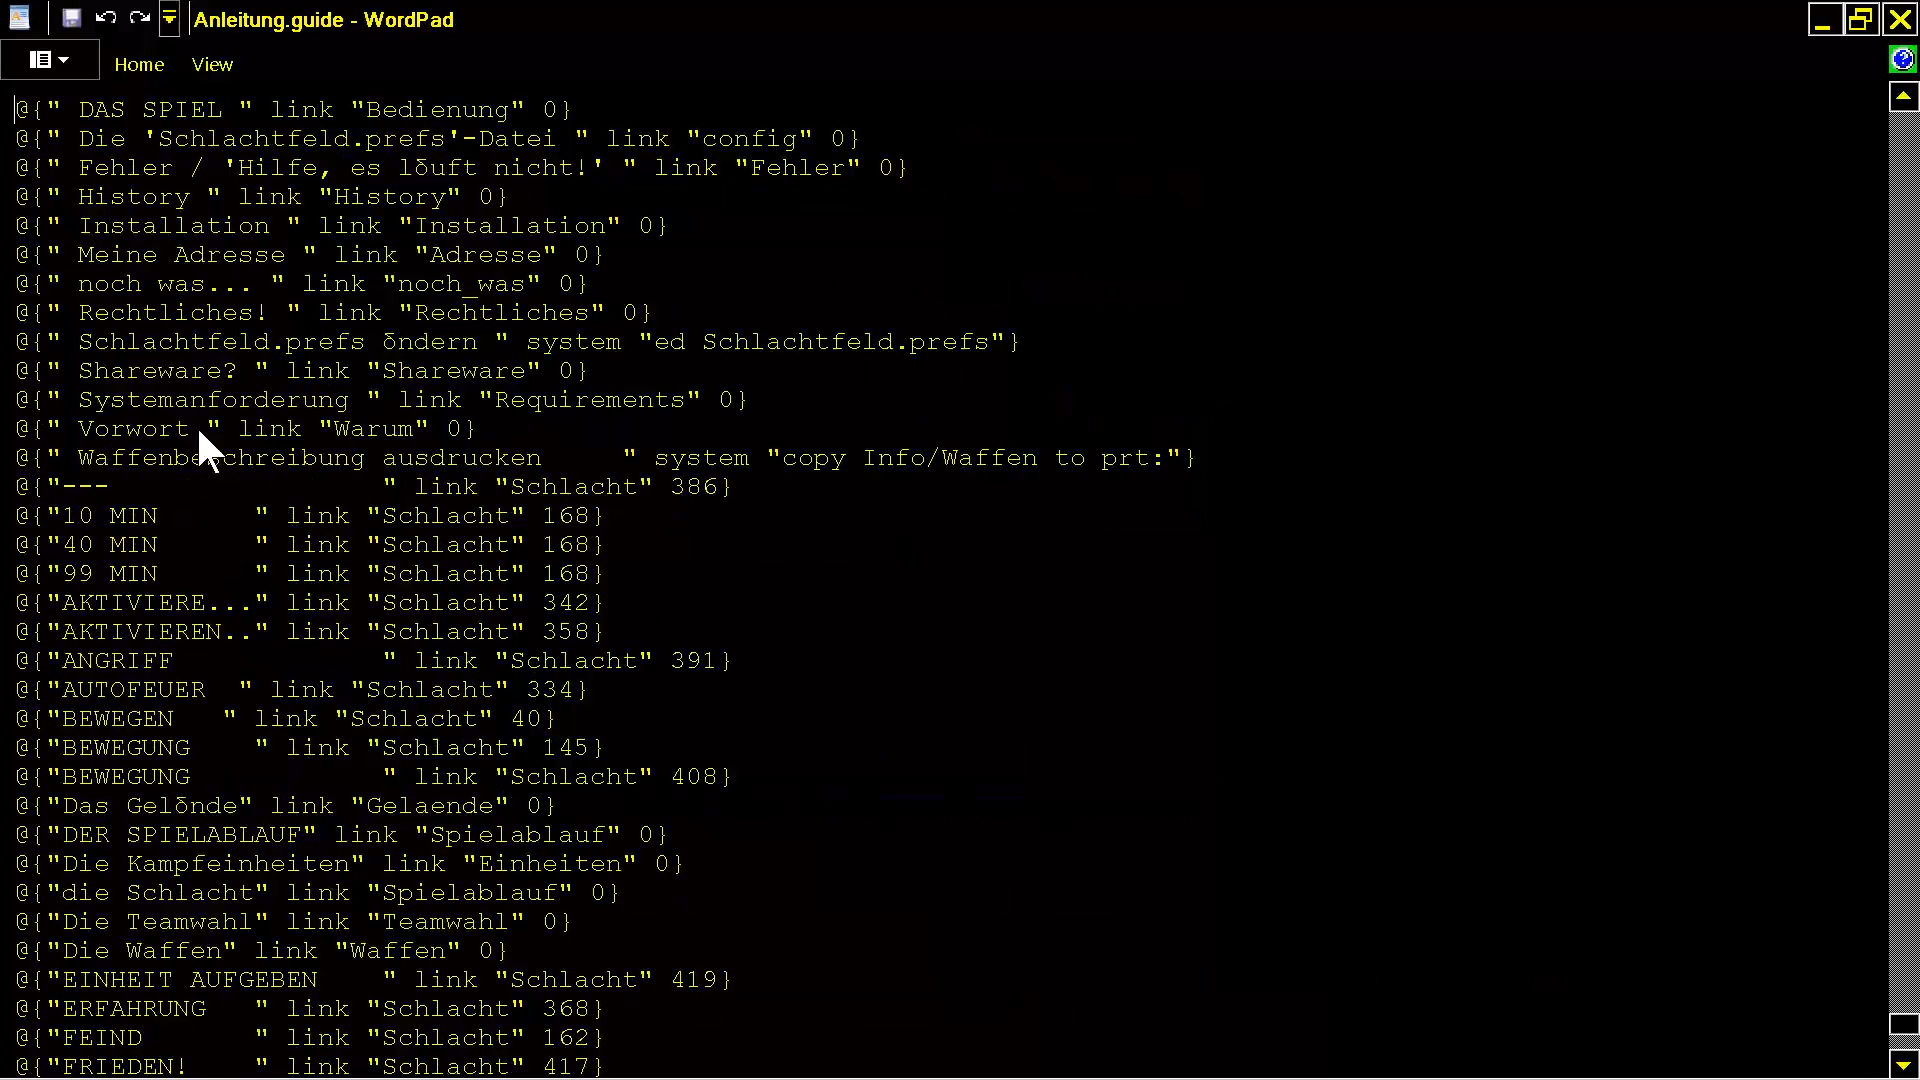 Anleitung.guide - WordPad
Home View
@{" DAS SPIEL " link "Bedienung" 0}
@{" Die 'Schlachtfeld.prefs'-Datei " link "config" 0}
@{" Fehler / 'Hilfe, es lõuft nicht!' " link "Fehler" 0}
@{" History " link "History" 0}
@{" Installation " link "Installation" 0}
@{" Meine Adresse " link "Adresse" 0}
@{" noch was... " link "noch_was" 0}
@{" Rechtliches! " link "Rechtliches" 0}
@{" Schlachtfeld.prefs õndern " system "ed Schlachtfeld.prefs"}
@{" Shareware? " link "Shareware" 0}
@{" Systemanforderung " link "Requirements" 0}
@{" Vorwort " link "Warum" 0}
@{" Waffenbeschreibung ausdrucken     " system "copy Info/Waffen to prt:"}
@{"---                 " link "Schlacht" 386}
@{"10 MIN      " link "Schlacht" 168}
@{"40 MIN      " link "Schlacht" 168}
@{"99 MIN      " link "Schlacht" 168}
@{"AKTIVIERE..." link "Schlacht" 342}
@{"AKTIVIEREN.." link "Schlacht" 358}
@{"ANGRIFF             " link "Schlacht" 391}
@{"AUTOFEUER  " link "Schlacht" 334}
@{"BEWEGEN   " link "Schlacht" 40}
@{"BEWEGUNG    " link "Schlacht" 145}
@{"BEWEGUNG            " link "Schlacht" 408}
@{"Das Gelõnde" link "Gelaende" 0}
@{"DER SPIELABLAUF" link "Spielablauf" 0}
@{"Die Kampfeinheiten" link "Einheiten" 0}
@{"die Schlacht" link "Spielablauf" 0}
@{"Die Teamwahl" link "Teamwahl" 0}
@{"Die Waffen" link "Waffen" 0}
@{"EINHEIT AUFGEBEN    " link "Schlacht" 419}
@{"ERFAHRUNG   " link "Schlacht" 368}
@{"FEIND       " link "Schlacht" 162}
@{"FRIEDEN!    " link "Schlacht" 417}